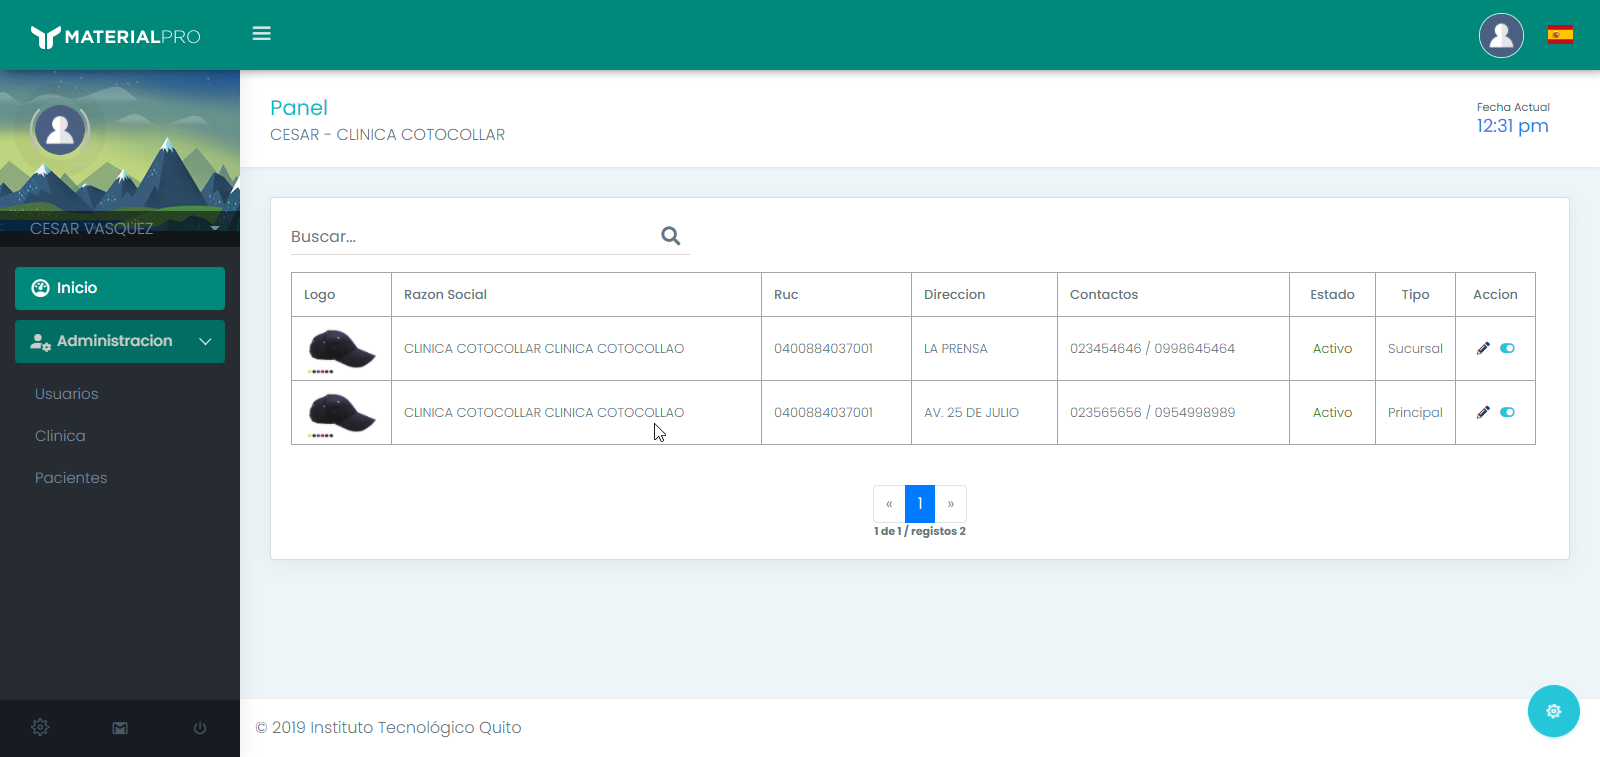 MATERIALPRO
Panel
CESAR - CLINICA COTOCOLLAR
Fecha Actual
12:31 pm
CESAR VASQUEZ
Inicio
Administracion
Usuarios
Clinica
Pacientes
Buscar...
Logo Razon Social Ruc Direccion Contactos Estado Tipo Accion
CLINICA COTOCOLLAR CLINICA COTOCOLLAO 0400884037001 LA PRENSA 023454646 / 0998645464 Activo Sucursal
CLINICA COTOCOLLAR CLINICA COTOCOLLAO 0400884037001 AV. 25 DE JULIO 023565656 / 0954998989 Activo Principal
« 1 »
1 de 1 / registos 2
© 2019 Instituto Tecnológico Quito